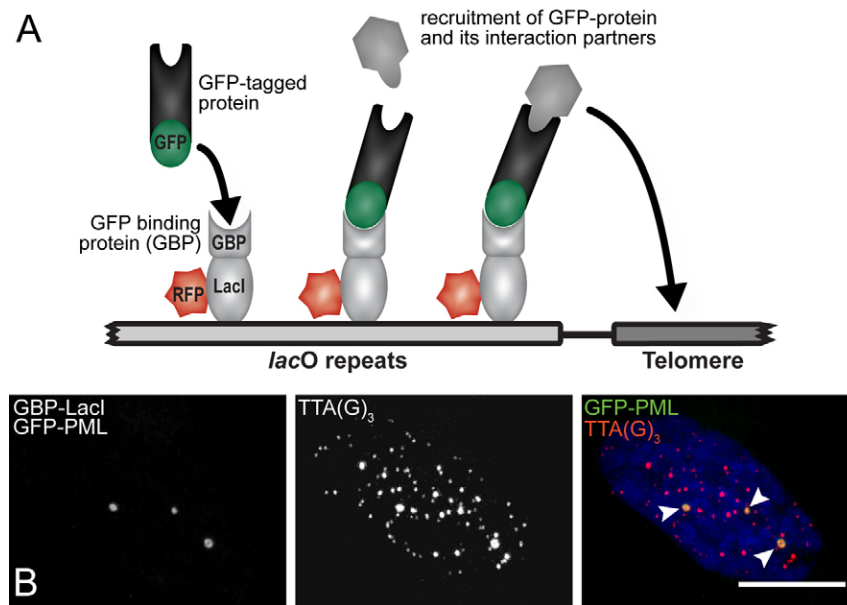 A
recruitment of GFP-protein
and its interaction partners
GFP-tagged
protein
GFP
GFP binding
protein (GBP)
GBP
RFP
LacI
lacO repeats
Telomere
B
GBP-LacI
GFP-PML
TTA(G)3
GFP-PML
TTA(G)3